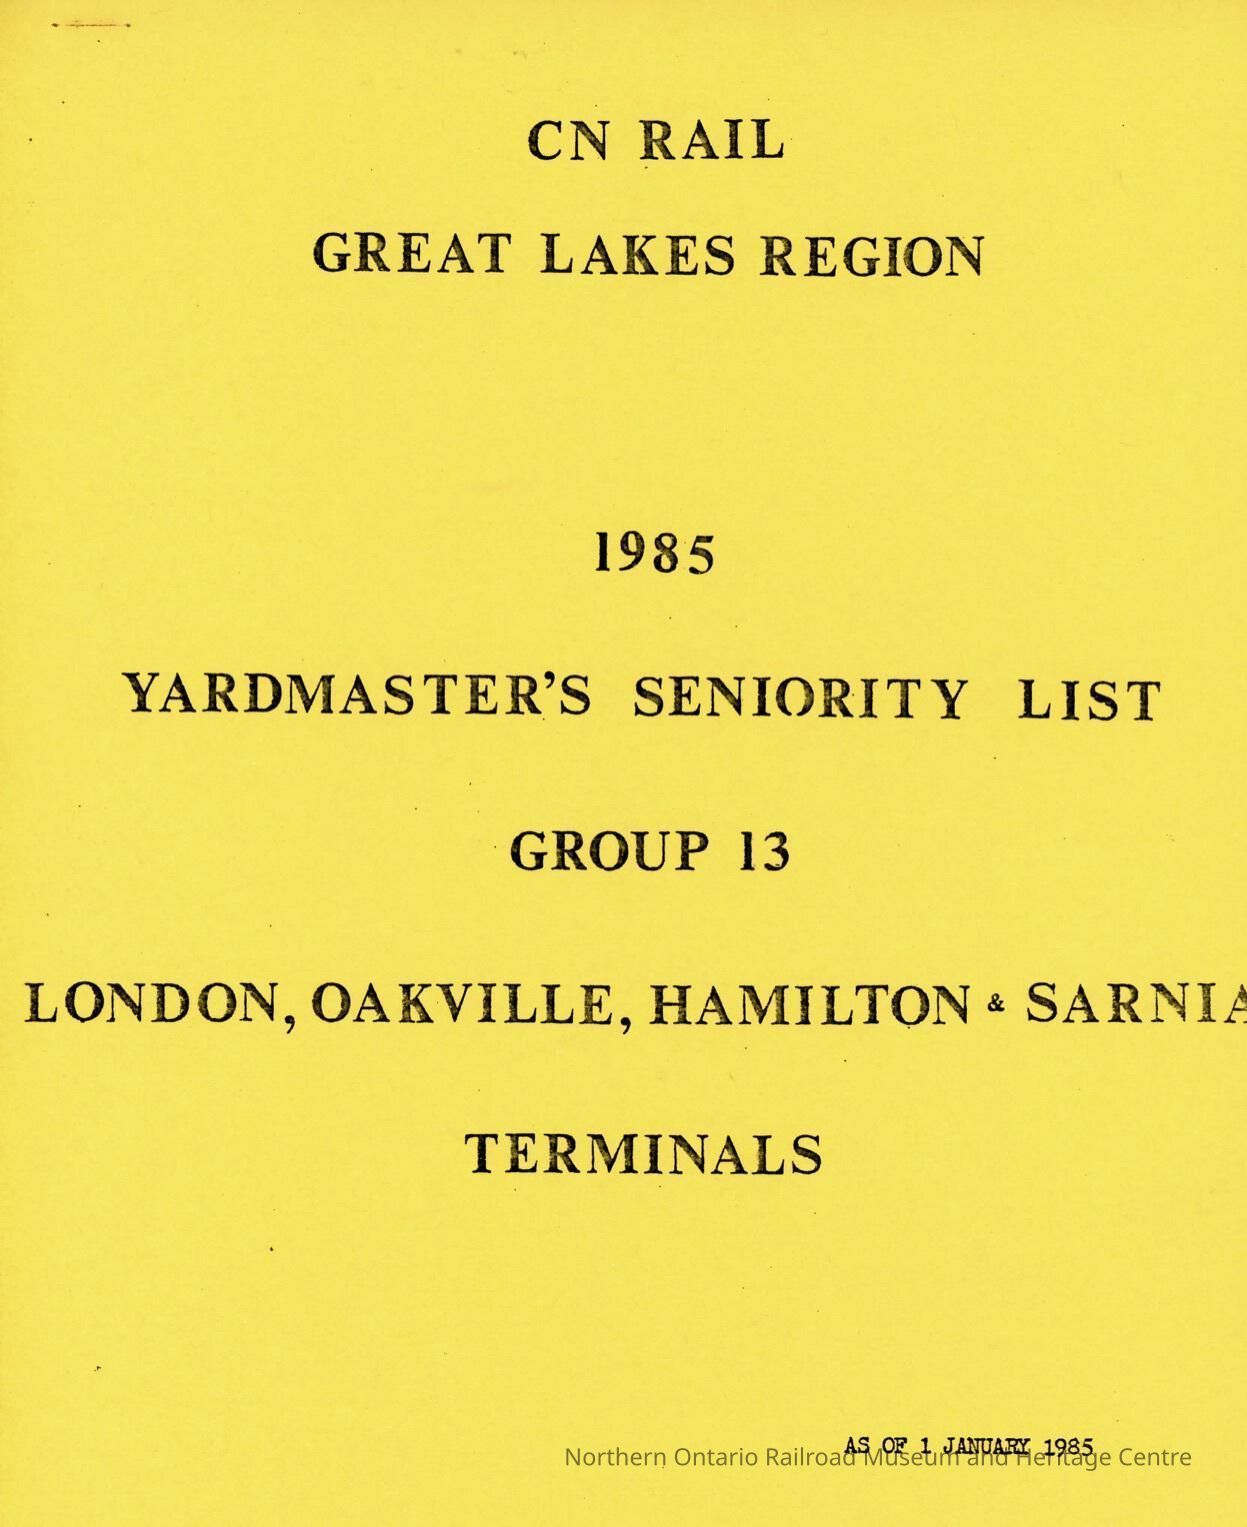 CN RAIL
GREAT LAKES REGION
1985
YARDMASTER'S SENIORITY LIST
GROUP 13
LONDON, OAKVILLE, HAMILTON & SARNIA
TERMINALS
AS OF 1 JANUARY 1985
Northern Ontario Railroad Museum and Heritage Centre